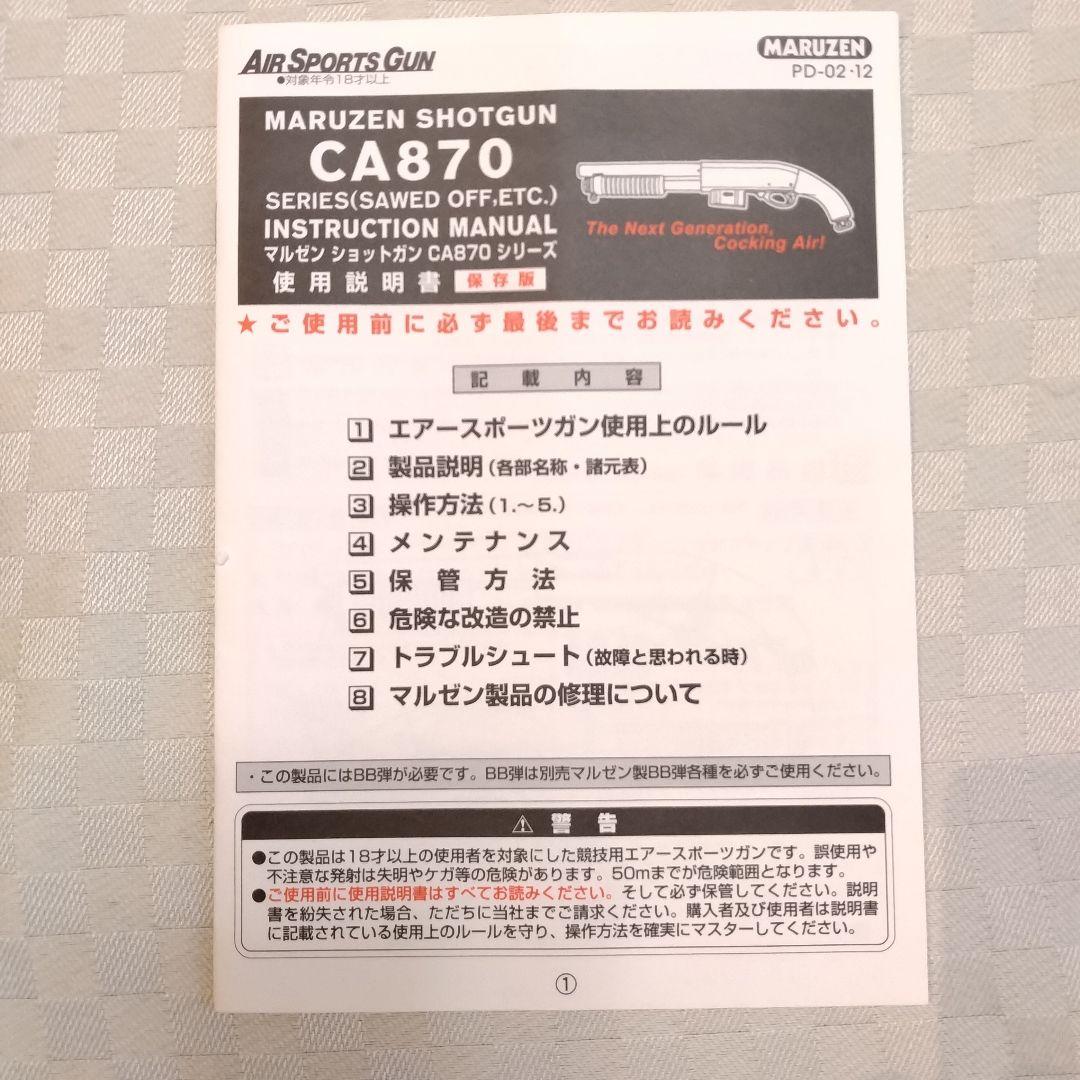 AIR SPORTS GUN
●対象年令18才以上
MARUZEN
PD-02・12
MARUZEN SHOTGUN
CA870
SERIES(SAWED OFF,ETC.)
INSTRUCTION MANUAL
マルゼン ショットガン CA870 シリーズ
使用説明書 保存版
The Next Generation,
Cocking Air!
★ご使用前に必ず最後までお読みください。
記載内容
1 エアースポーツガン使用上のルール
2 製品説明(各部名称・諸元表)
3 操作方法(1.〜5.)
4 メンテナンス
5 保管方法
6 危険な改造の禁止
7 トラブルシュート(故障と思われる時)
8 マルゼン製品の修理について
・この製品にはBB弾が必要です。BB弾は別売マルゼン製BB弾各種を必ずご使用ください。
⚠ 警告
●この製品は18才以上の使用者を対象にした競技用エアースポーツガンです。誤使用や
不注意な発射は失明やケガ等の危険があります。50mまでが危険範囲となります。
●ご使用前に使用説明書はすべてお読みください。そして必ず保管してください。説明
書を紛失された場合、ただちに当社までご請求ください。購入者及び使用者は説明書
に記載されている使用上のルールを守り、操作方法を確実にマスターしてください。
①